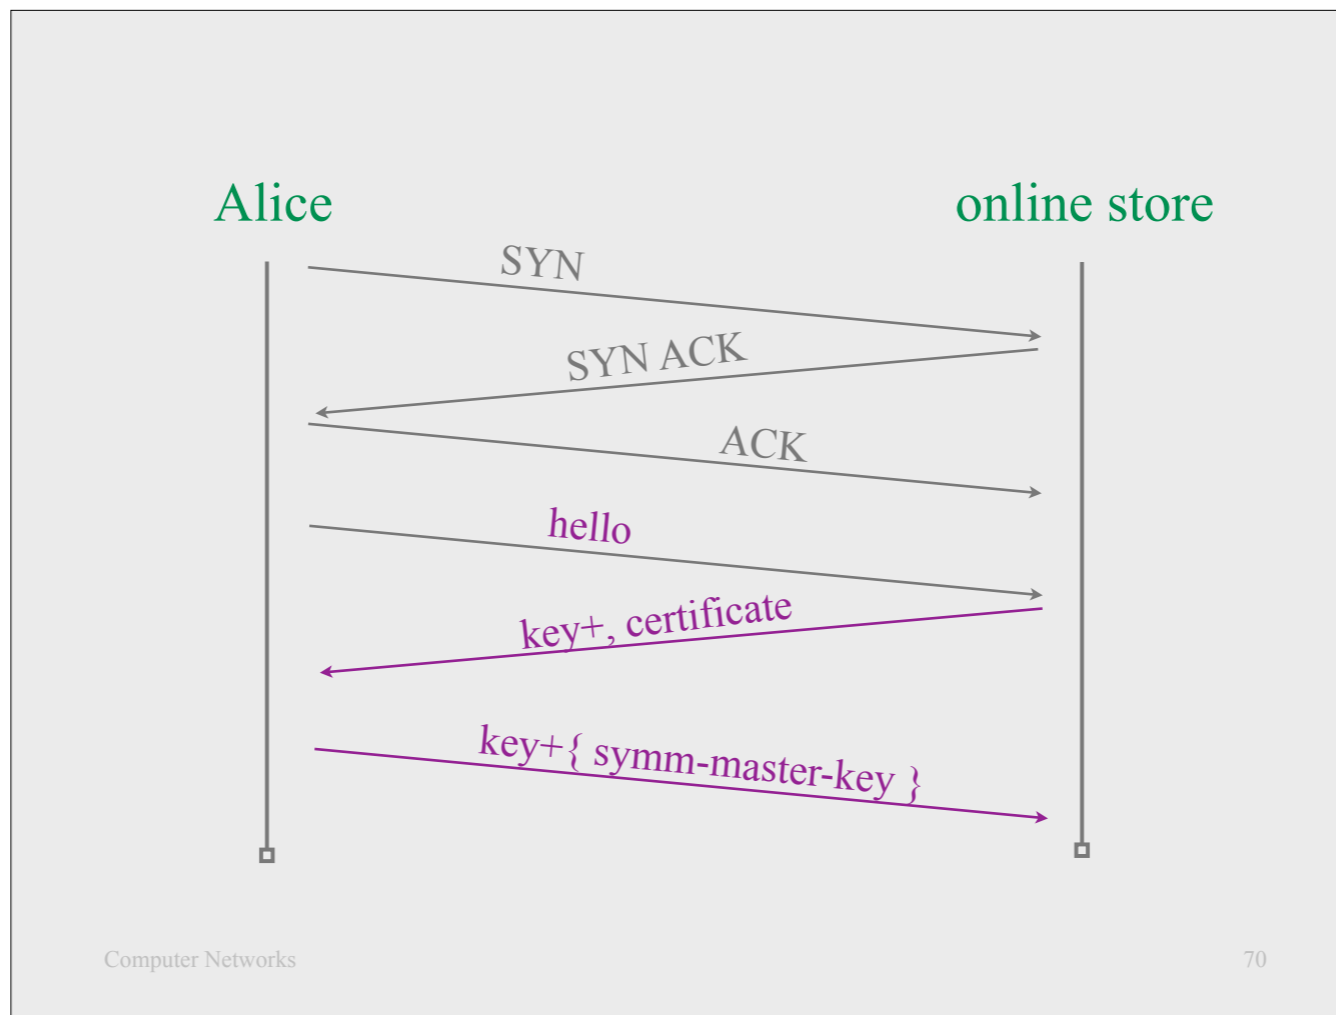 Alice
online store
SYN
SYN ACK
ACK
hello
key+, certificate
key+{ symm-master-key }
Computer Networks
70